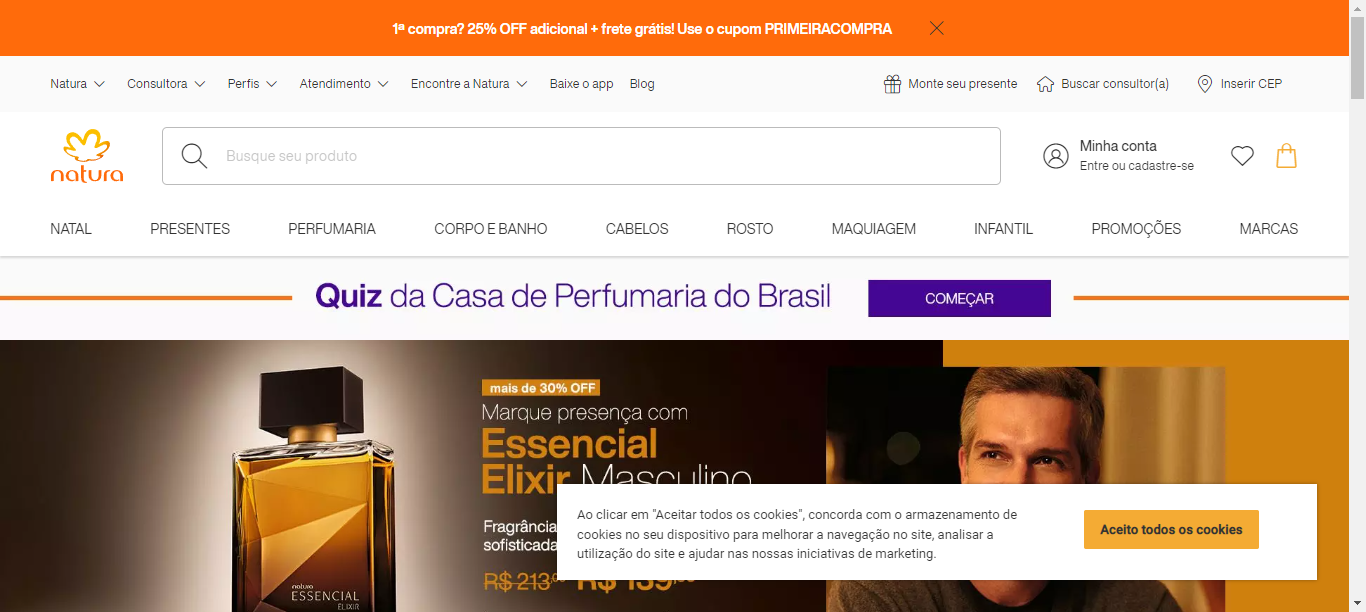 1ª compra? 25% OFF adicional + frete grátis! Use o cupom PRIMEIRACOMPRA
Natura
Consultora
Perfis
Atendimento
Encontre a Natura
Baixe o app
Blog
Monte seu presente
Buscar consultor(a)
Inserir CEP
natura
Busque seu produto
Minha conta
Entre ou cadastre-se
NATAL
PRESENTES
PERFUMARIA
CORPO E BANHO
CABELOS
ROSTO
MAQUIAGEM
INFANTIL
PROMOÇÕES
MARCAS
Quiz da Casa de Perfumaria do Brasil
COMEÇAR
mais de 30% OFF
Marque presença com
Essencial
Elixir Masculino
Fragrância
sofisticada
R$ 213
R$ 139
natura
ESSENCIAL
ELIXIR
Ao clicar em "Aceitar todos os cookies", concorda com o armazenamento de
cookies no seu dispositivo para melhorar a navegação no site, analisar a
utilização do site e ajudar nas nossas iniciativas de marketing.
Aceito todos os cookies